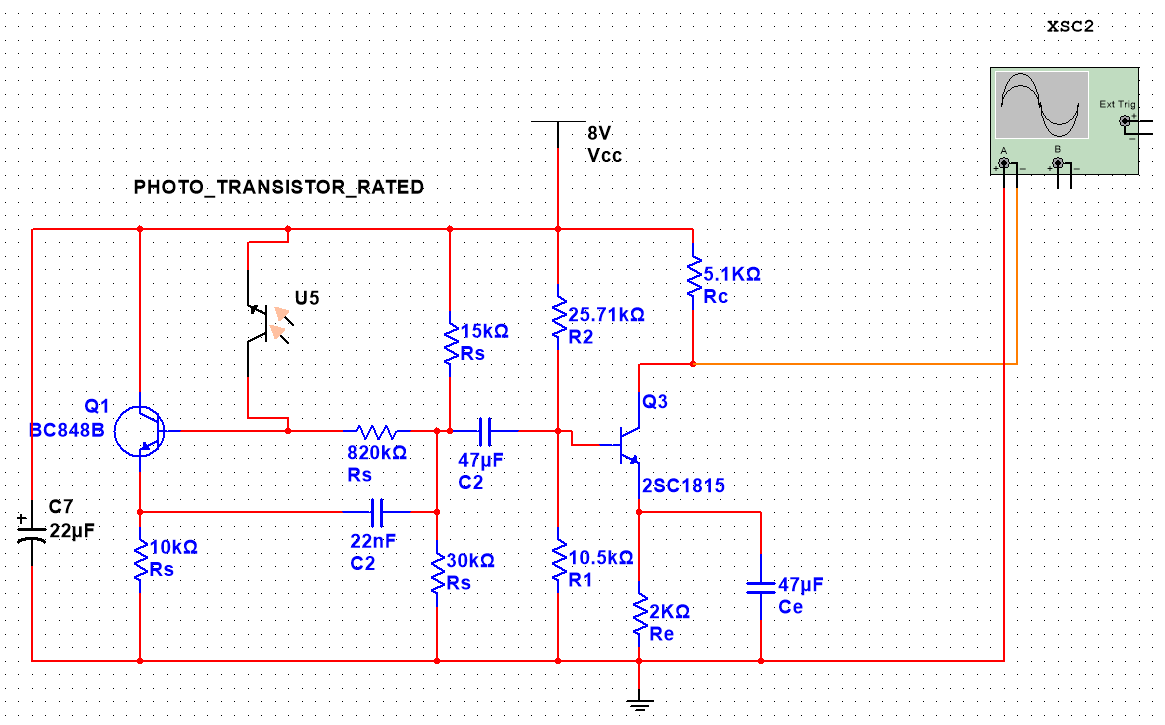 XSC2
Ext Trig
+
−
A
B
+
−
+
−
8V
Vcc
PHOTO_TRANSISTOR_RATED
U5
5.1KΩ
Rc
25.71kΩ
R2
15kΩ
Rs
Q1
BC848B
Q3
820kΩ
Rs
47µF
C2
2SC1815
C7
+
22µF
22nF
C2
10kΩ
Rs
30kΩ
Rs
10.5kΩ
R1
47µF
Ce
2KΩ
Re